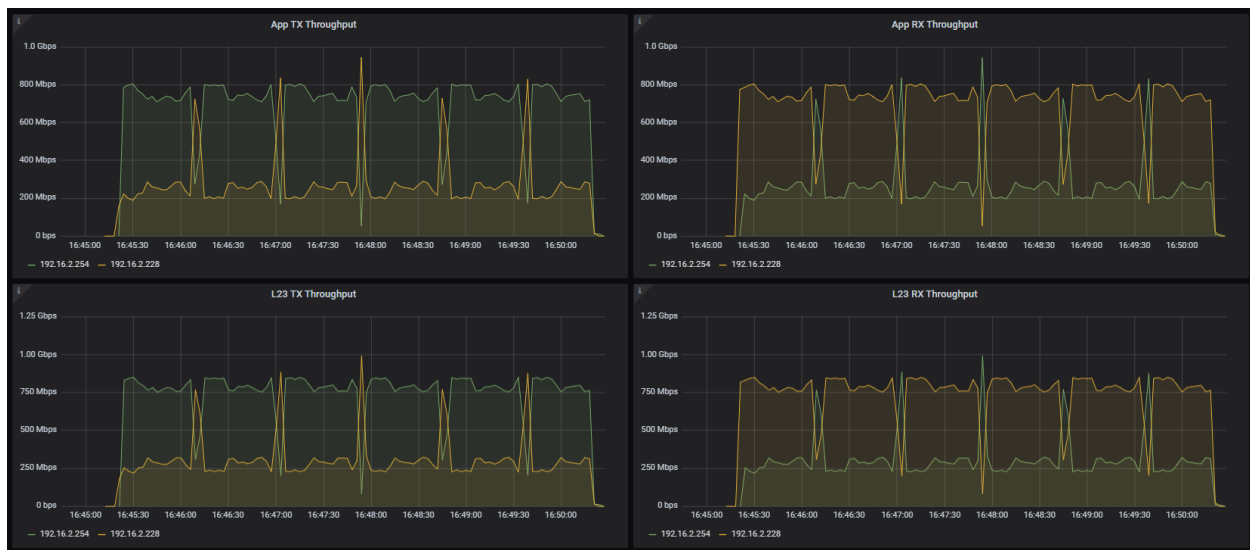 App TX Throughput
1.0 Gbps
800 Mbps
600 Mbps
400 Mbps
200 Mbps
0 bps
16:45:00 16:45:30 16:46:00 16:46:30 16:47:00 16:47:30 16:48:00 16:48:30 16:49:00 16:49:30 16:50:00
192.16.2.254 192.16.2.228
App RX Throughput
1.0 Gbps
800 Mbps
600 Mbps
400 Mbps
200 Mbps
0 bps
16:45:00 16:45:30 16:46:00 16:46:30 16:47:00 16:47:30 16:48:00 16:48:30 16:49:00 16:49:30 16:50:00
192.16.2.254 192.16.2.228
L23 TX Throughput
1.25 Gbps
1.00 Gbps
750 Mbps
500 Mbps
250 Mbps
0 bps
16:45:00 16:45:30 16:46:00 16:46:30 16:47:00 16:47:30 16:48:00 16:48:30 16:49:00 16:49:30 16:50:00
192.16.2.254 192.16.2.228
L23 RX Throughput
1.25 Gbps
1.00 Gbps
750 Mbps
500 Mbps
250 Mbps
0 bps
16:45:00 16:45:30 16:46:00 16:46:30 16:47:00 16:47:30 16:48:00 16:48:30 16:49:00 16:49:30 16:50:00
192.16.2.254 192.16.2.228